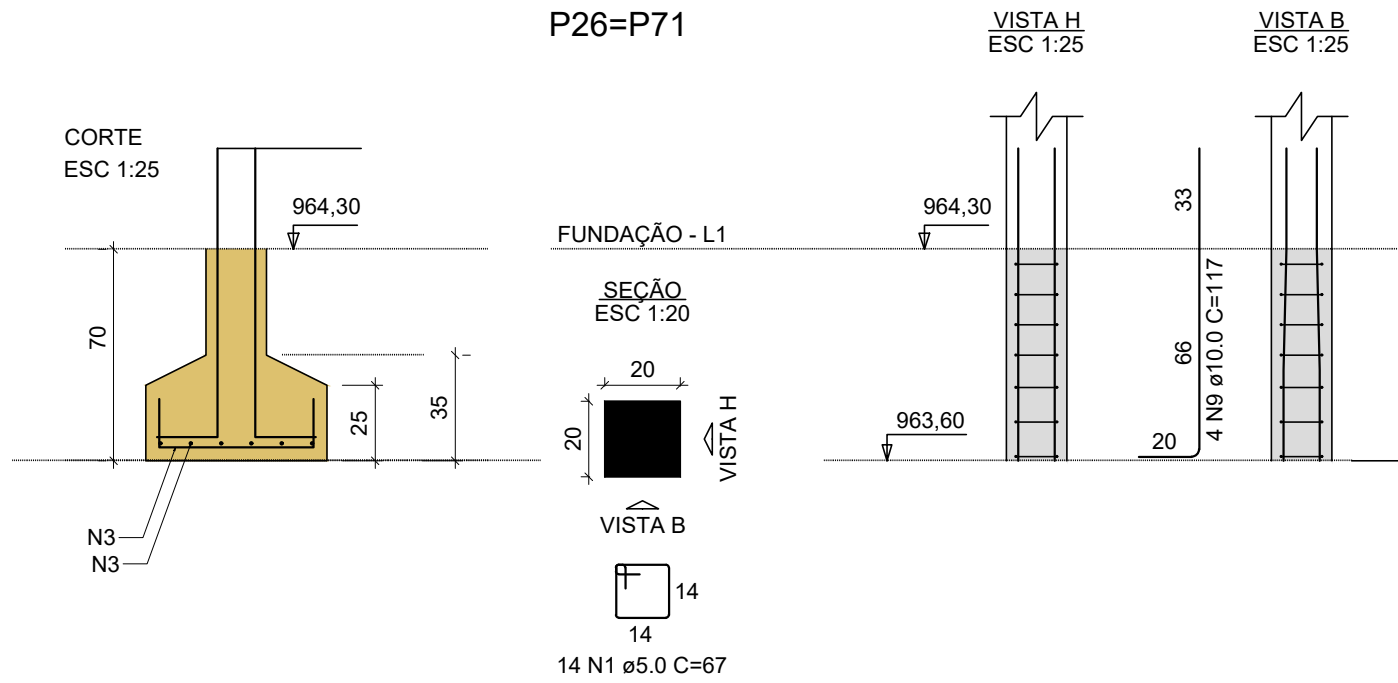 P26=P71
VISTA H
ESC 1:25
VISTA B
ESC 1:25
CORTE
ESC 1:25
964,30
964,30
FUNDAÇÃO - L1
33
SEÇÃO
ESC 1:20
70
25
35
20
20
VISTA H
VISTA B
963,60
66
4 N9 ø10.0 C=117
20
N3
N3
14
14
14 N1 ø5.0 C=67